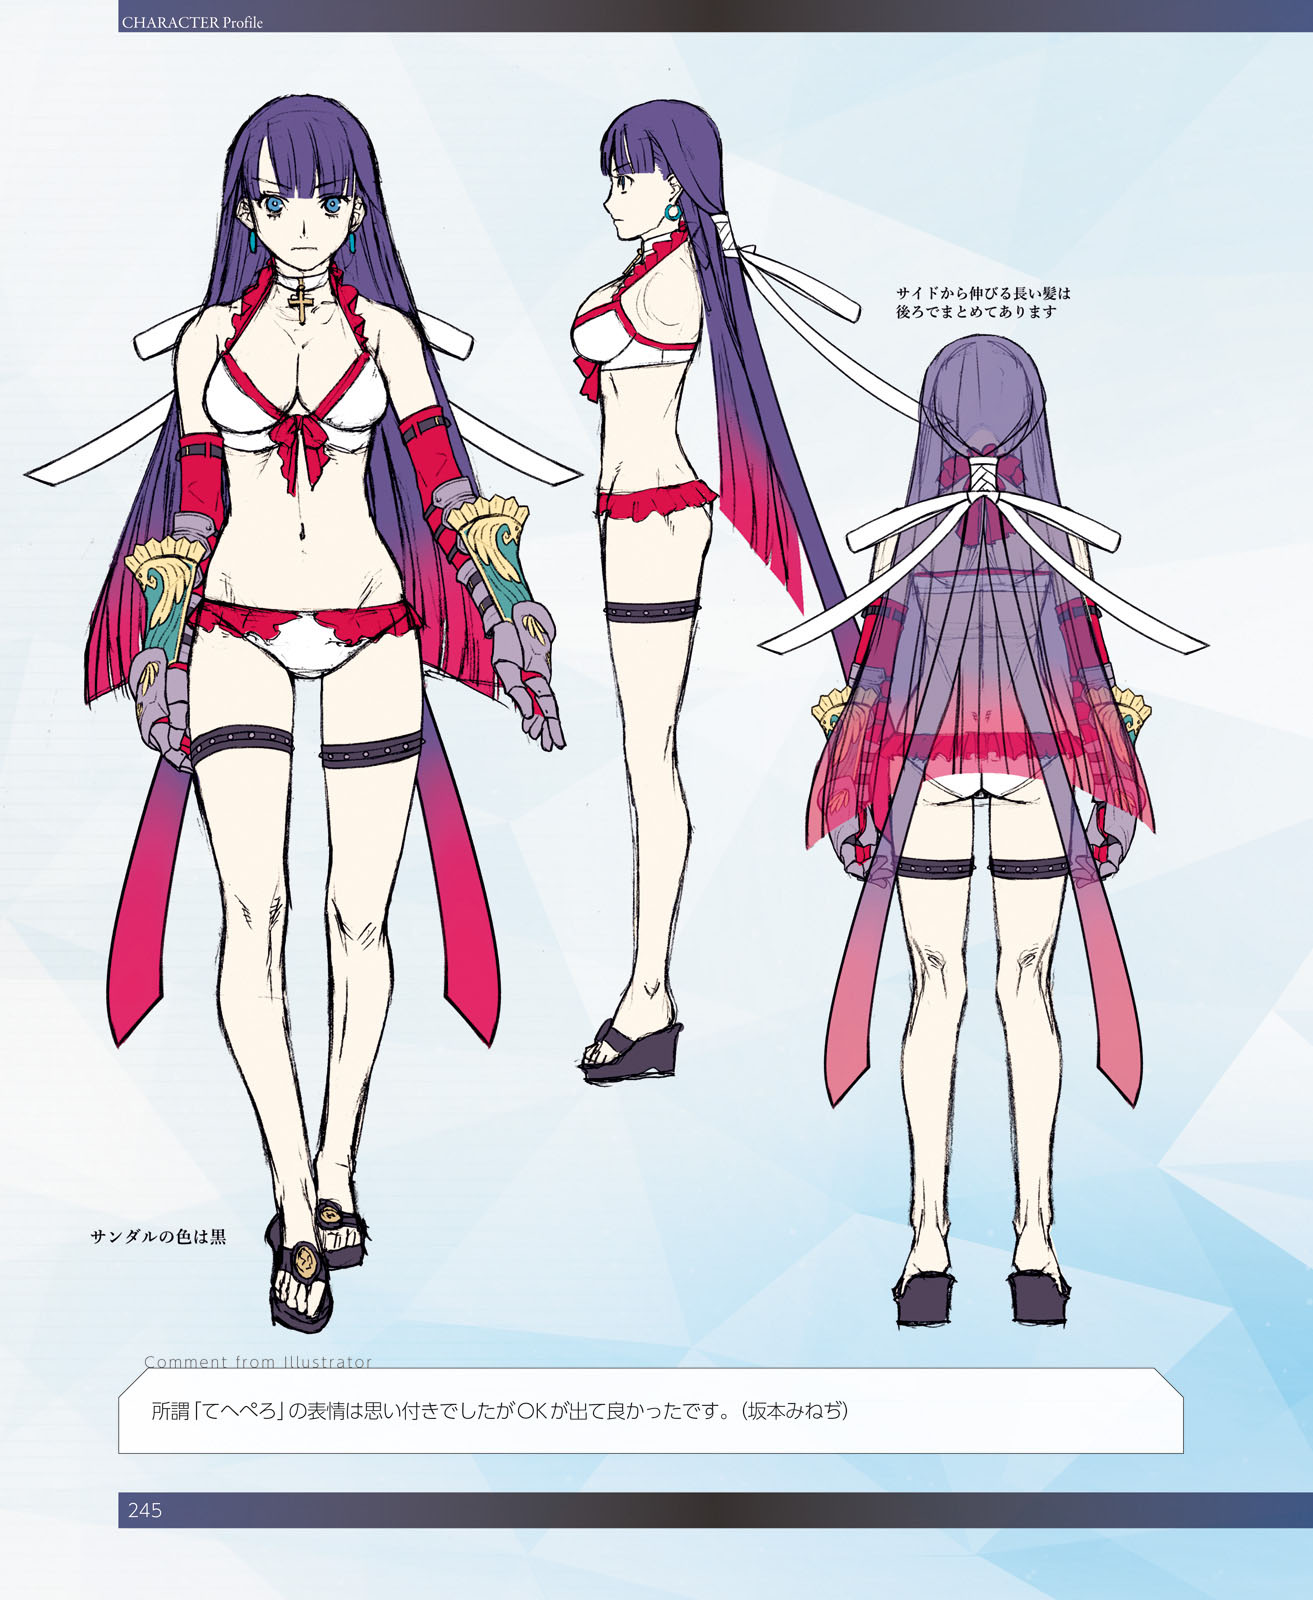 CHARACTER Profile
サイドから伸びる長い髪は
後ろでまとめてあります
サンダルの色は黒
Comment from Illustrator
所謂「てへぺろ」の表情は思い付きでしたがOKが出て良かったです。（坂本みねぢ）
245